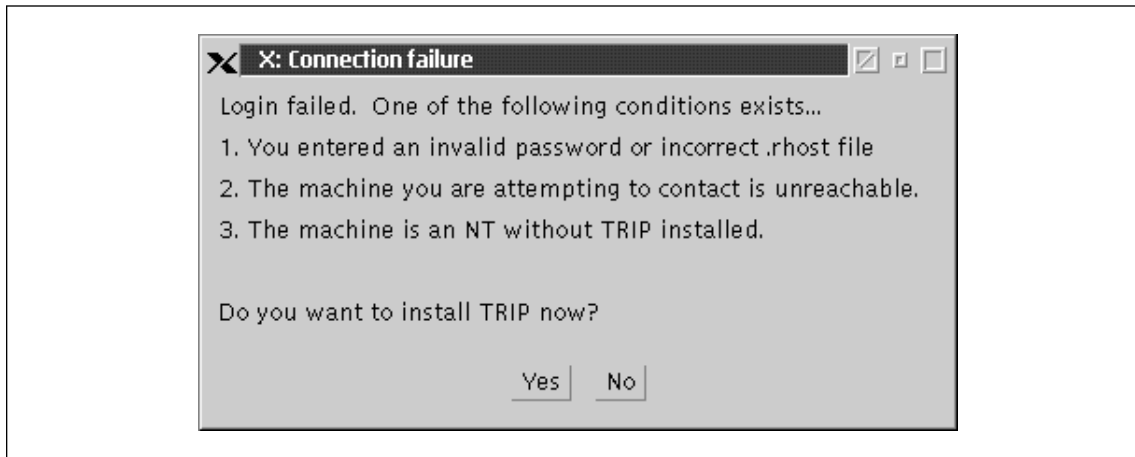 X: Connection failure
Login failed. One of the following conditions exists...
1. You entered an invalid password or incorrect .rhost file
2. The machine you are attempting to contact is unreachable.
3. The machine is an NT without TRIP installed.
Do you want to install TRIP now?
Yes No